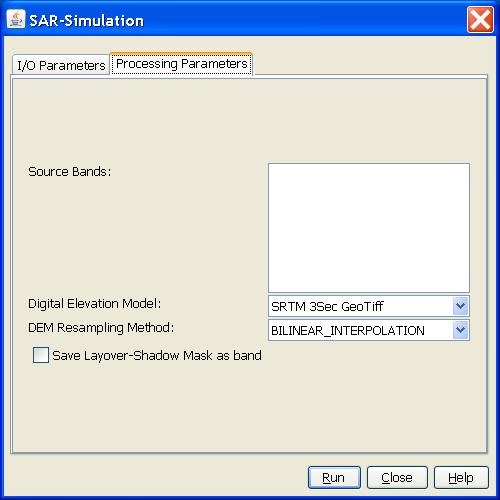 SAR-Simulation
I/O Parameters
Processing Parameters
Source Bands:
Digital Elevation Model:
SRTM 3Sec GeoTiff
DEM Resampling Method:
BILINEAR_INTERPOLATION
Save Layover-Shadow Mask as band
Run
Close
Help